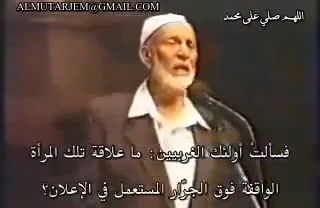 ALMUTARJEM@GMAIL.COM
اللهم صلي على محمد
فسألتُ أولئك الغربيين: ما علاقة تلك المرأة
الواقفة فوق الجرَّار المستعمل في الإعلان؟